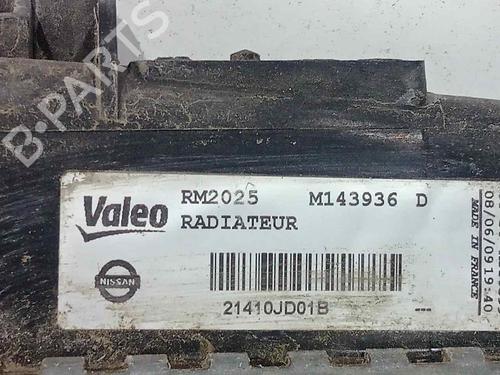 B-PARTS
Valeo
RM2025 M143936 D
RADIATEUR
NISSAN
21410JD01B
---
MADE IN FRANCE
08/06/09 19:40